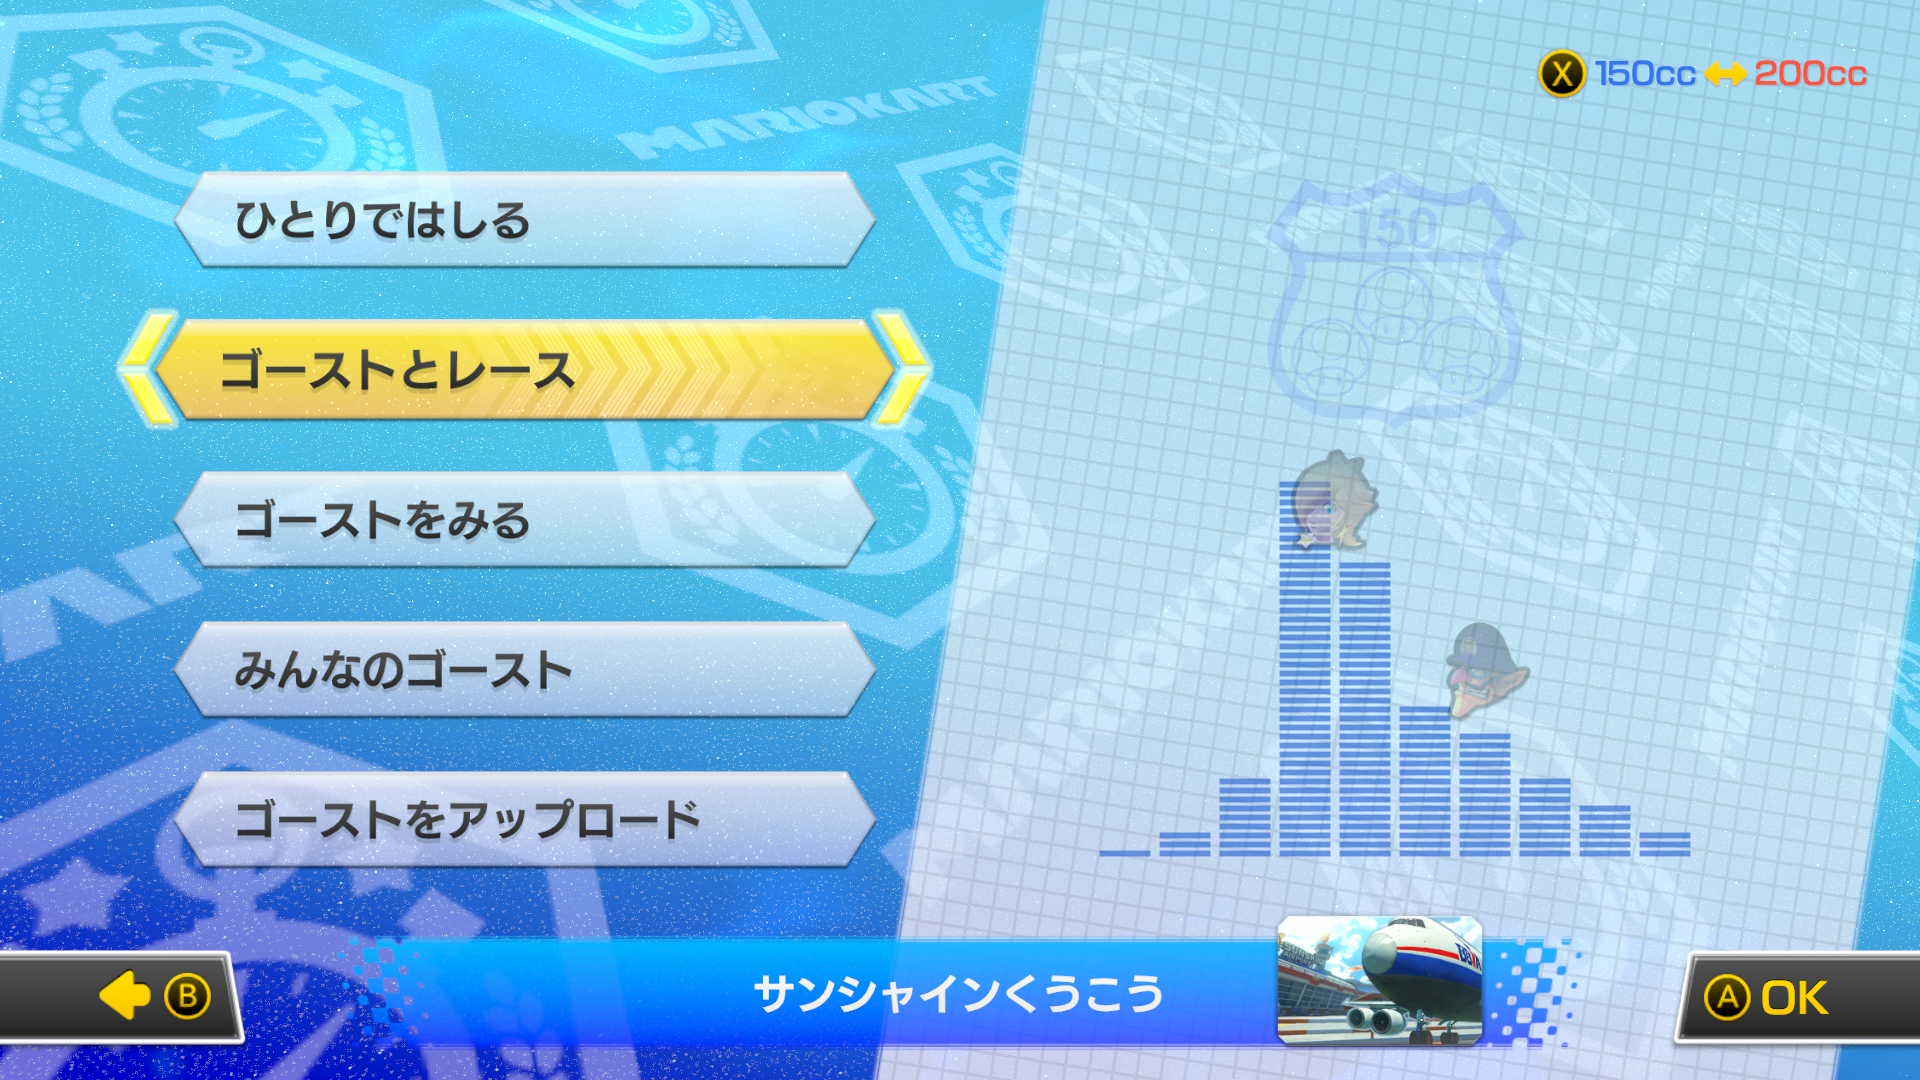 X 150cc 200cc
MARIOKART
150
ひとりではしる
ゴーストとレース
ゴーストをみる
みんなのゴースト
ゴーストをアップロード
サンシャインくうこう
B
A OK